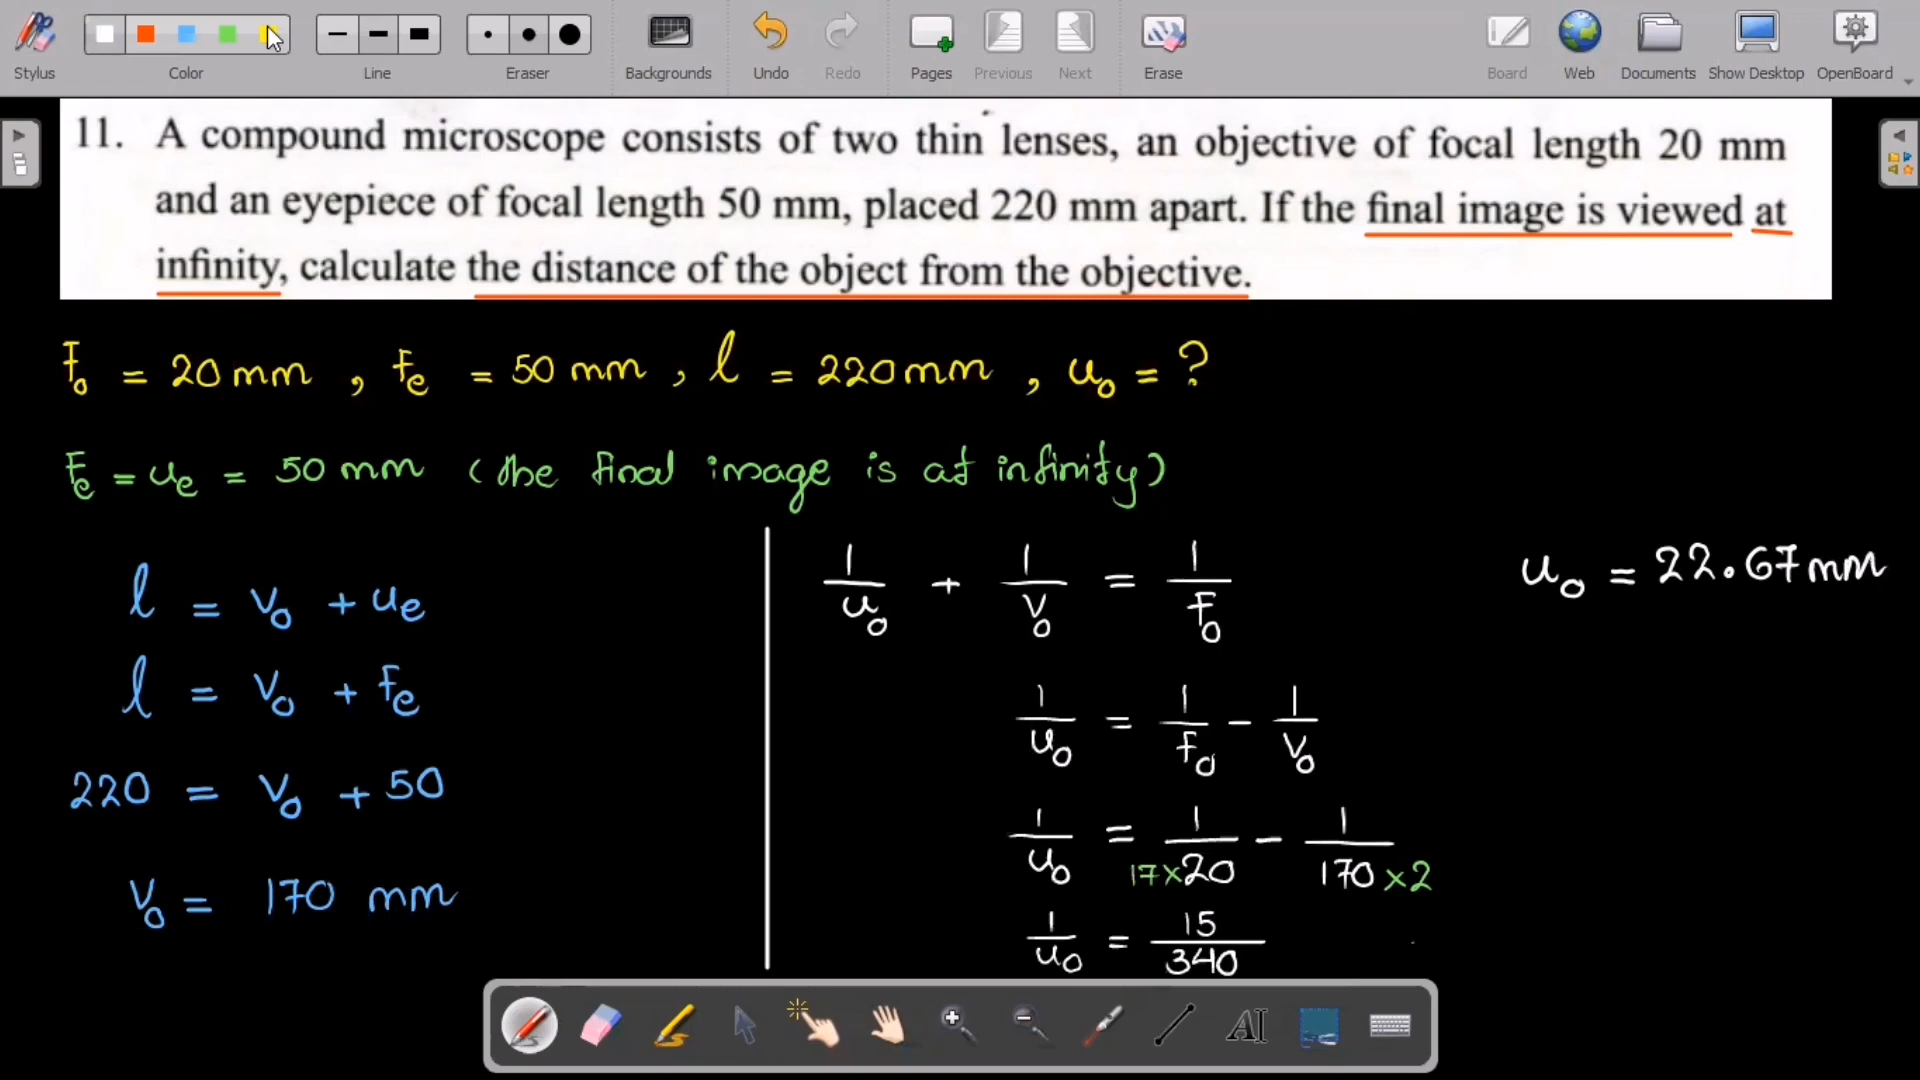 Stylus Color Line Eraser Backgrounds Undo Redo Pages Previous Next Erase Board Web Documents Show Desktop OpenBoard
11. A compound microscope consists of two thin lenses, an objective of focal length 20 mm
and an eyepiece of focal length 50 mm, placed 220 mm apart. If the final image is viewed at
infinity, calculate the distance of the object from the objective.
F₀ = 20 mm , Fe = 50 mm , l = 220 mm , u₀ = ?
Fe = ue = 50 mm (the final image is at infinity)
l = V₀ + ue
l = V₀ + Fe
220 = V₀ + 50
V₀ = 170 mm
1/u₀ + 1/V₀ = 1/F₀
1/u₀ = 1/F₀ - 1/V₀
1/u₀ = 1/17×20 - 1/170×2
1/u₀ = 15/340
u₀ = 22.67 mm
AI